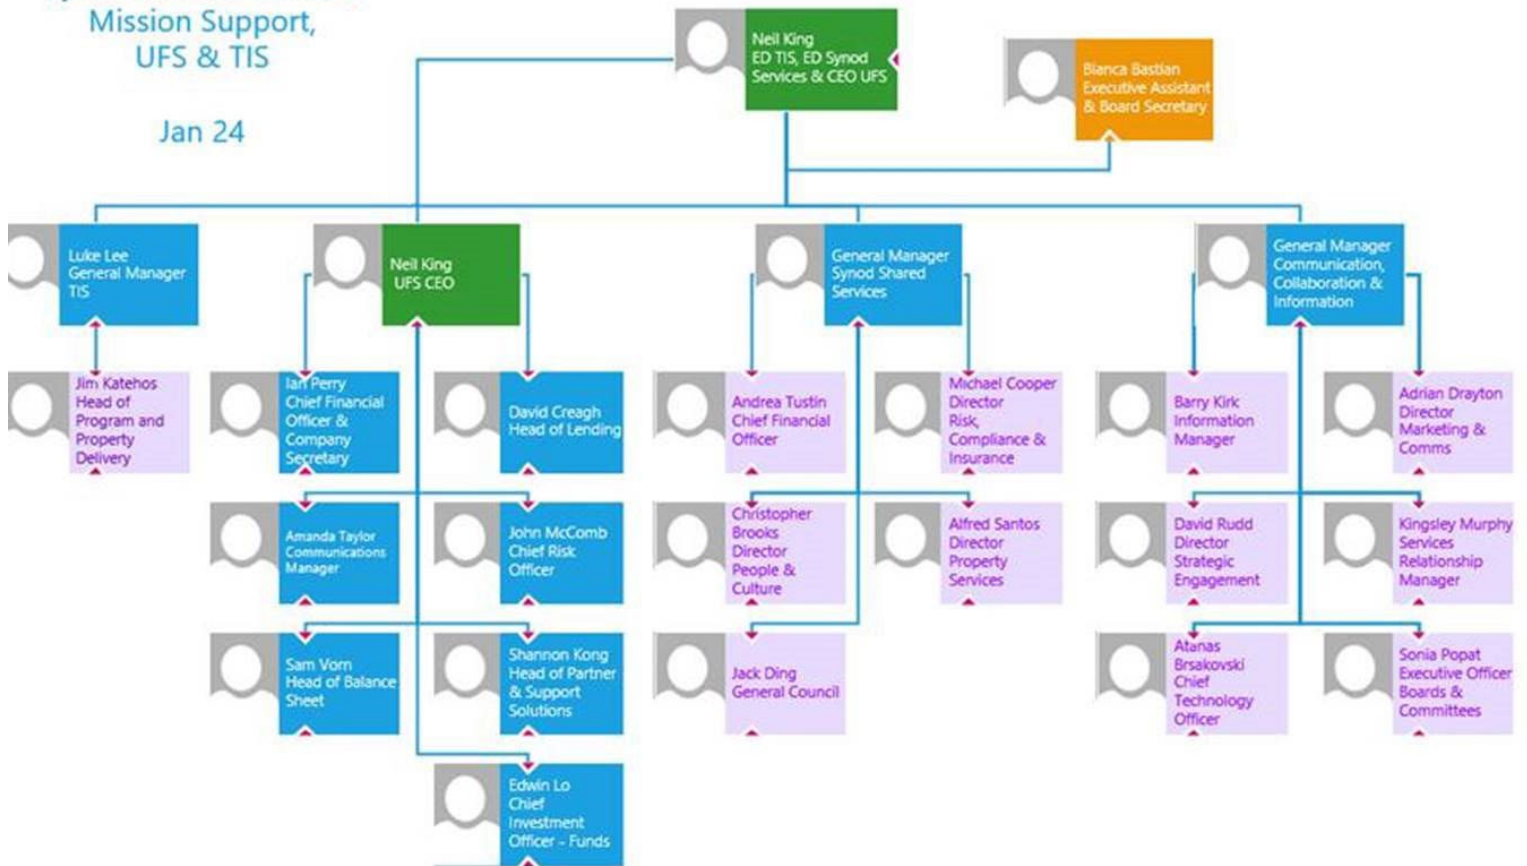 Mission Support,
UFS & TIS
Jan 24
Neil King
ED TIS, ED Synod
Services & CEO UFS
Bianca Bastian
Executive Assistant
& Board Secretary
Luke Lee
General Manager
TIS
Neil King
UFS CEO
General Manager
Synod Shared
Services
General Manager
Communication,
Collaboration &
Information
Jim Katehos
Head of
Program and
Property
Delivery
Ian Perry
Chief Financial
Officer &
Company
Secretary
David Creagh
Head of Lending
Andrea Tustin
Chief Financial
Officer
Michael Cooper
Director
Risk,
Compliance &
Insurance
Barry Kirk
Information
Manager
Adrian Drayton
Director
Marketing &
Comms
Amanda Taylor
Communications
Manager
John McComb
Chief Risk
Officer
Christopher
Brooks
Director
People &
Culture
Alfred Santos
Director
Property
Services
David Rudd
Director
Strategic
Engagement
Kingsley Murphy
Services
Relationship
Manager
Sam Vorn
Head of Balance
Sheet
Shannon Kong
Head of Partner
& Support
Solutions
Jack Ding
General Council
Atanas
Brsakovski
Chief
Technology
Officer
Sonia Popat
Executive Officer
Boards &
Committees
Edwin Lo
Chief
Investment
Officer - Funds